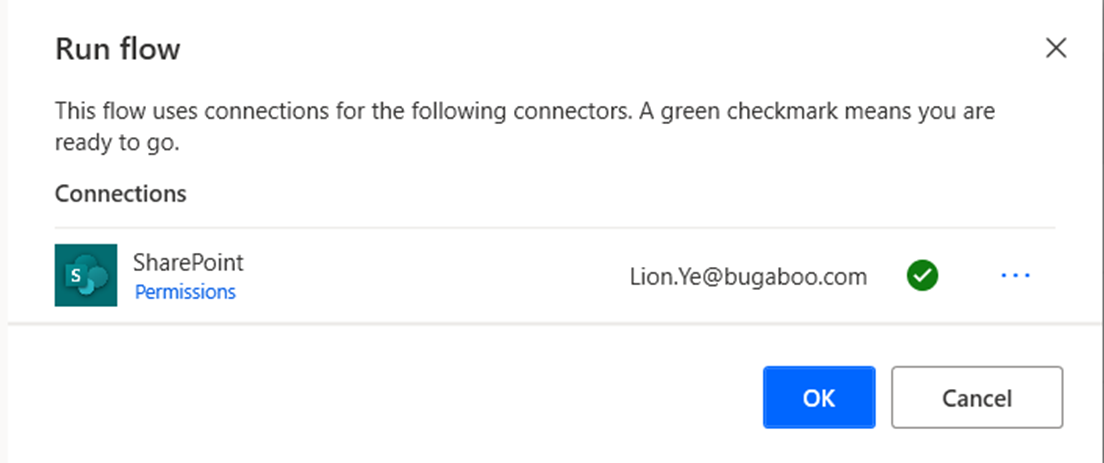 Run flow
This flow uses connections for the following connectors. A green checkmark means you are
ready to go.
Connections
S
SharePoint
Lion.Ye@bugaboo.com
...
Permissions
OK
Cancel